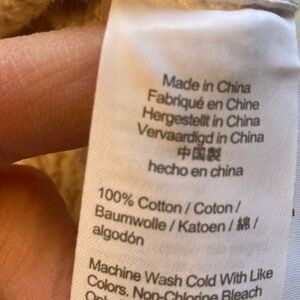 Made in China
Fabriqué en Chine
Hergestellt in China
Vervaardigd in China
中国製
hecho en china
100% Cotton / Coton /
Baumwolle / Katoen / 綿 /
algodón
Machine Wash Cold With Like
Colors. Non-Chlorine Bleach